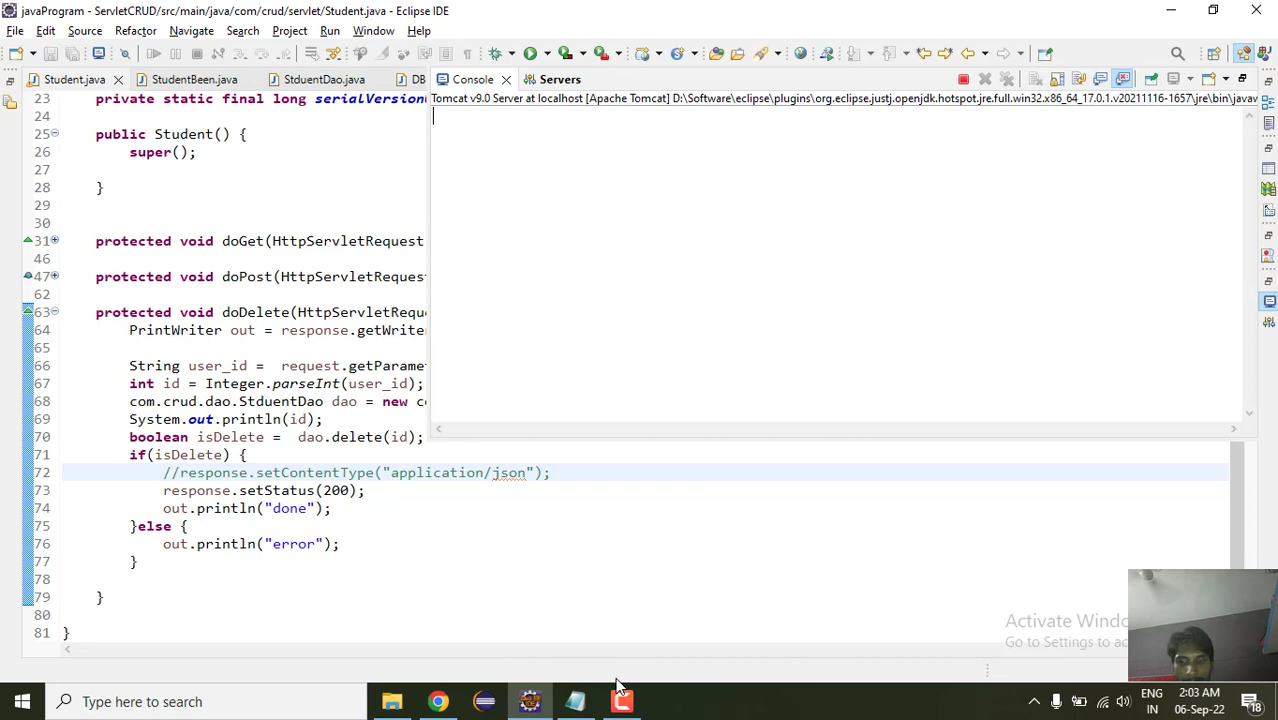 javaProgram - ServletCRUD/src/main/java/com/crud/servlet/Student.java - Eclipse IDE
File Edit Source Refactor Navigate Search Project Run Window Help
Student.java StudentBeen.java StduentDao.java DB Console Servers
Tomcat v9.0 Server at localhost [Apache Tomcat] D:\Software\eclipse\plugins\org.eclipse.justj.openjdk.hotspot.jre.full.win32.x86_64_17.0.1.v20211116-1657\jre\bin\javaw
23 private static final long serialVersion
24
25 public Student() {
26 super();
27
28 }
29
30
31 protected void doGet(HttpServletRequest
46
47 protected void doPost(HttpServletReques
62
63 protected void doDelete(HttpServletRequ
64 PrintWriter out = response.getWrite
65
66 String user_id = request.getParamet
67 int id = Integer.parseInt(user_id);
68 com.crud.dao.StduentDao dao = new co
69 System.out.println(id);
70 boolean isDelete = dao.delete(id);
71 if(isDelete) {
72 //response.setContentType("application/json");
73 response.setStatus(200);
74 out.println("done");
75 }else {
76 out.println("error");
77 }
78
79 }
80
81 }
Activate Windo
Go to Settings to ac
Type here to search
ENG
IN
2:03 AM
06-Sep-22
18